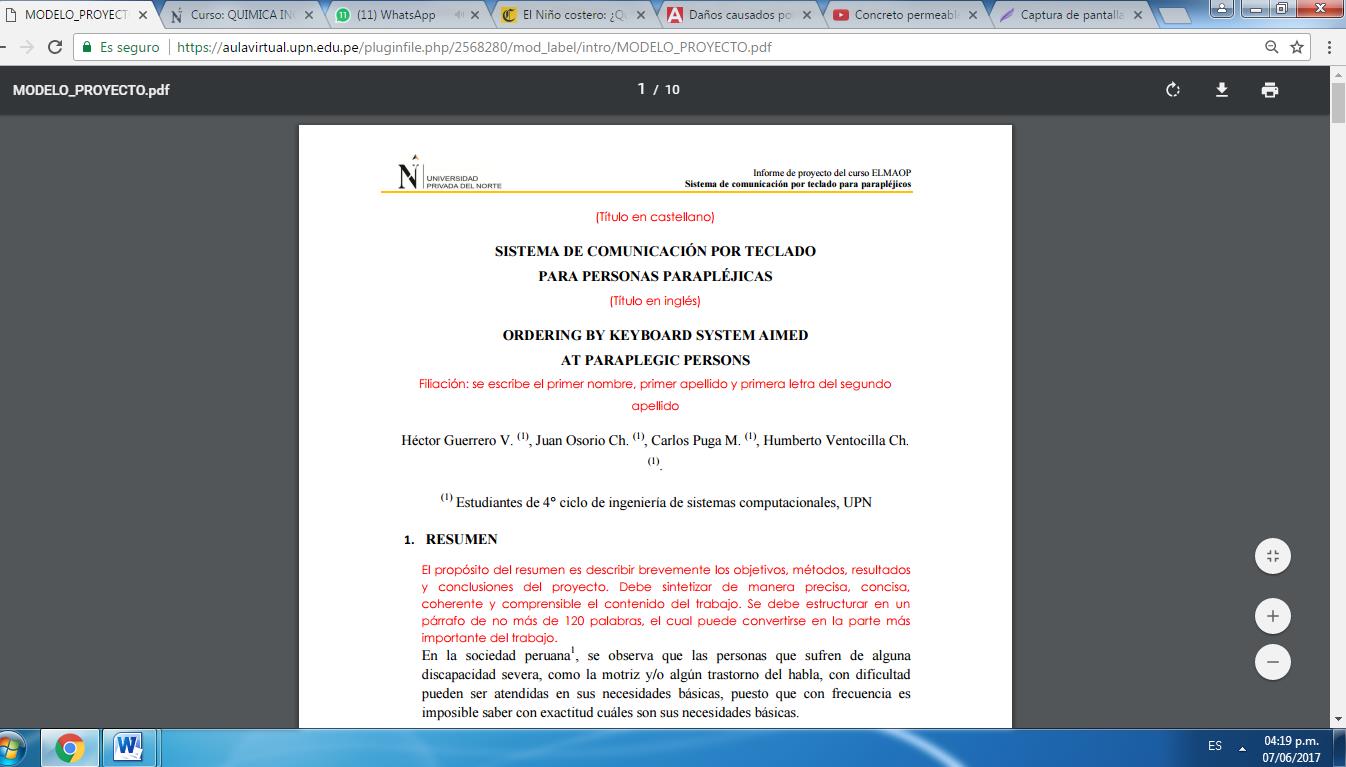 MODELO_PROYECT
Curso: QUIMICA IN
(11) WhatsApp
El Niño costero: ¿Q
Daños causados po
Concreto permeabl
Captura de pantalla
Es seguro
https://aulavirtual.upn.edu.pe/pluginfile.php/2568280/mod_label/intro/MODELO_PROYECTO.pdf
MODELO_PROYECTO.pdf
1 / 10
UNIVERSIDAD
PRIVADA DEL NORTE
Informe de proyecto del curso ELMAOP
Sistema de comunicación por teclado para parapléjicos
(Título en castellano)
SISTEMA DE COMUNICACIÓN POR TECLADO
PARA PERSONAS PARAPLÉJICAS
(Título en inglés)
ORDERING BY KEYBOARD SYSTEM AIMED
AT PARAPLEGIC PERSONS
Filiación: se escribe el primer nombre, primer apellido y primera letra del segundo
apellido
Héctor Guerrero V. (1), Juan Osorio Ch. (1), Carlos Puga M. (1), Humberto Ventocilla Ch.
(1).
(1) Estudiantes de 4° ciclo de ingeniería de sistemas computacionales, UPN
1. RESUMEN
El propósito del resumen es describir brevemente los objetivos, métodos, resultados
y conclusiones del proyecto. Debe sintetizar de manera precisa, concisa,
coherente y comprensible el contenido del trabajo. Se debe estructurar en un
párrafo de no más de 120 palabras, el cual puede convertirse en la parte más
importante del trabajo.
En la sociedad peruana1, se observa que las personas que sufren de alguna
discapacidad severa, como la motriz y/o algún trastorno del habla, con dificultad
pueden ser atendidas en sus necesidades básicas, puesto que con frecuencia es
imposible saber con exactitud cuáles son sus necesidades básicas.
ES
04:19 p.m.
07/06/2017